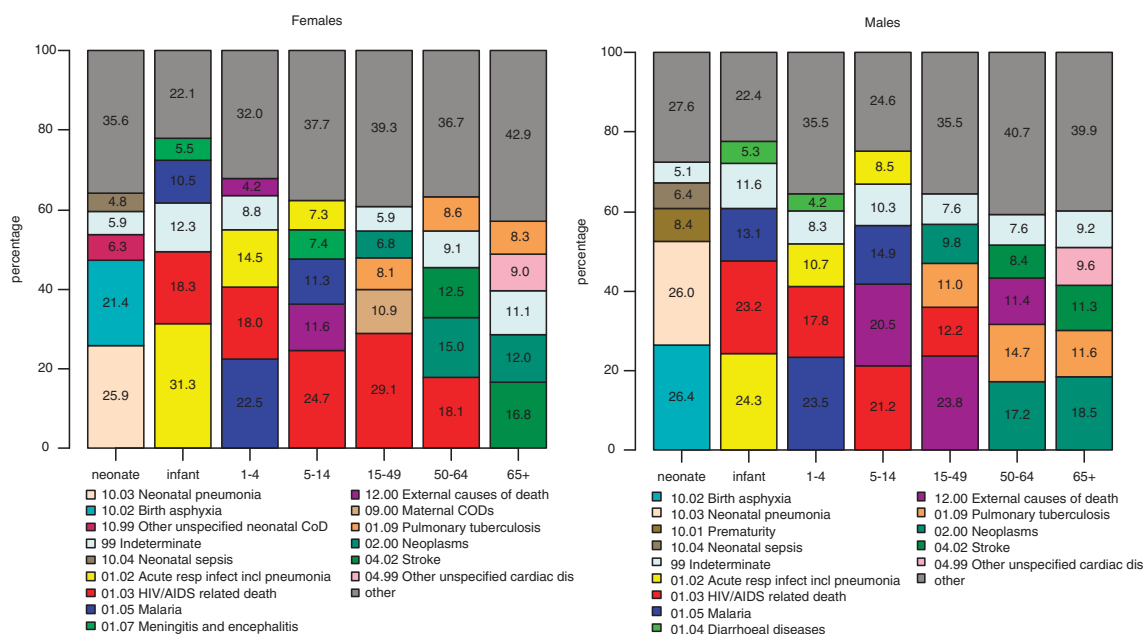 Females
percentage
100
80
60
40
20
0
35.6
4.8
5.9
6.3
21.4
25.9
22.1
5.5
10.5
12.3
18.3
31.3
32.0
4.2
8.8
14.5
18.0
22.5
37.7
7.3
7.4
11.3
11.6
24.7
39.3
5.9
6.8
8.1
10.9
29.1
36.7
8.6
9.1
12.5
15.0
18.1
42.9
8.3
9.0
11.1
12.0
16.8
neonate infant 1-4 5-14 15-49 50-64 65+
10.03 Neonatal pneumonia
10.02 Birth asphyxia
10.99 Other unspecified neonatal CoD
99 Indeterminate
10.04 Neonatal sepsis
01.02 Acute resp infect incl pneumonia
01.03 HIV/AIDS related death
01.05 Malaria
01.07 Meningitis and encephalitis
12.00 External causes of death
09.00 Maternal CODs
01.09 Pulmonary tuberculosis
02.00 Neoplasms
04.02 Stroke
04.99 Other unspecified cardiac dis
other
Males
percentage
100
80
60
40
20
0
27.6
5.1
6.4
8.4
26.0
26.4
22.4
5.3
11.6
13.1
23.2
24.3
35.5
4.2
8.3
10.7
17.8
23.5
24.6
8.5
10.3
14.9
20.5
21.2
35.5
7.6
9.8
11.0
12.2
23.8
40.7
7.6
8.4
11.4
14.7
17.2
39.9
9.2
9.6
11.3
11.6
18.5
neonate infant 1-4 5-14 15-49 50-64 65+
10.02 Birth asphyxia
10.03 Neonatal pneumonia
10.01 Prematurity
10.04 Neonatal sepsis
99 Indeterminate
01.02 Acute resp infect incl pneumonia
01.03 HIV/AIDS related death
01.05 Malaria
01.04 Diarrhoeal diseases
12.00 External causes of death
01.09 Pulmonary tuberculosis
02.00 Neoplasms
04.02 Stroke
04.99 Other unspecified cardiac dis
other